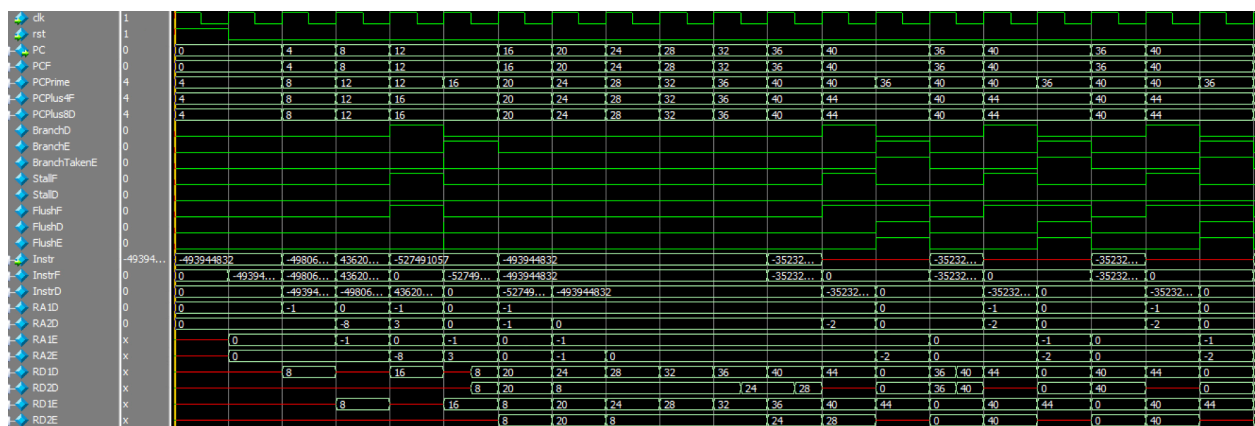 clk 1
rst 1
PC 0 0 4 8 12 16 20 24 28 32 36 40 36 40 36 40
PCF 0 0 4 8 12 16 20 24 28 32 36 40 36 40 36 40
PCPrime 4 4 8 12 12 16 20 24 28 32 36 40 40 36 40 40 36 40 40 36
PCPlus4F 4 4 8 12 16 20 24 28 32 36 40 44 40 44 40 44
PCPlus8D 4 4 8 12 16 20 24 28 32 36 40 44 40 44 40 44
BranchD 0
BranchE 0
BranchTakenE 0
StallF 0
StallD 0
FlushF 0
FlushD 0
FlushE 0
Instr -49394... -493944832 -49806... 43620... -527491057 -493944832 -35232... -35232... -35232...
InstrF 0 0 -49394... -49806... 43620... 0 -52749... -493944832 -35232... 0 -35232... 0 -35232... 0
InstrD 0 0 -49394... -49806... 43620... 0 -52749... -493944832 -35232... 0 -35232... 0 -35232... 0
RA1D 0 0 -1 0 -1 0 -1 0 -1 0 -1 0
RA2D 0 0 -8 3 0 -1 0 -2 0 -2 0 -2 0
RA1E x 0 -1 0 -1 0 -1 0 -1 0 -1
RA2E x 0 -8 3 0 -1 0 -2 0 -2 0 -2
RD1D x 8 16 8 20 24 28 32 36 40 44 0 36 40 44 0 40 44 0
RD2D x 8 20 8 24 28 0 36 40 0 40 0
RD1E x 8 16 8 20 24 28 32 36 40 44 0 40 44 0 40 44
RD2E x 8 20 8 24 28 0 40 0 40